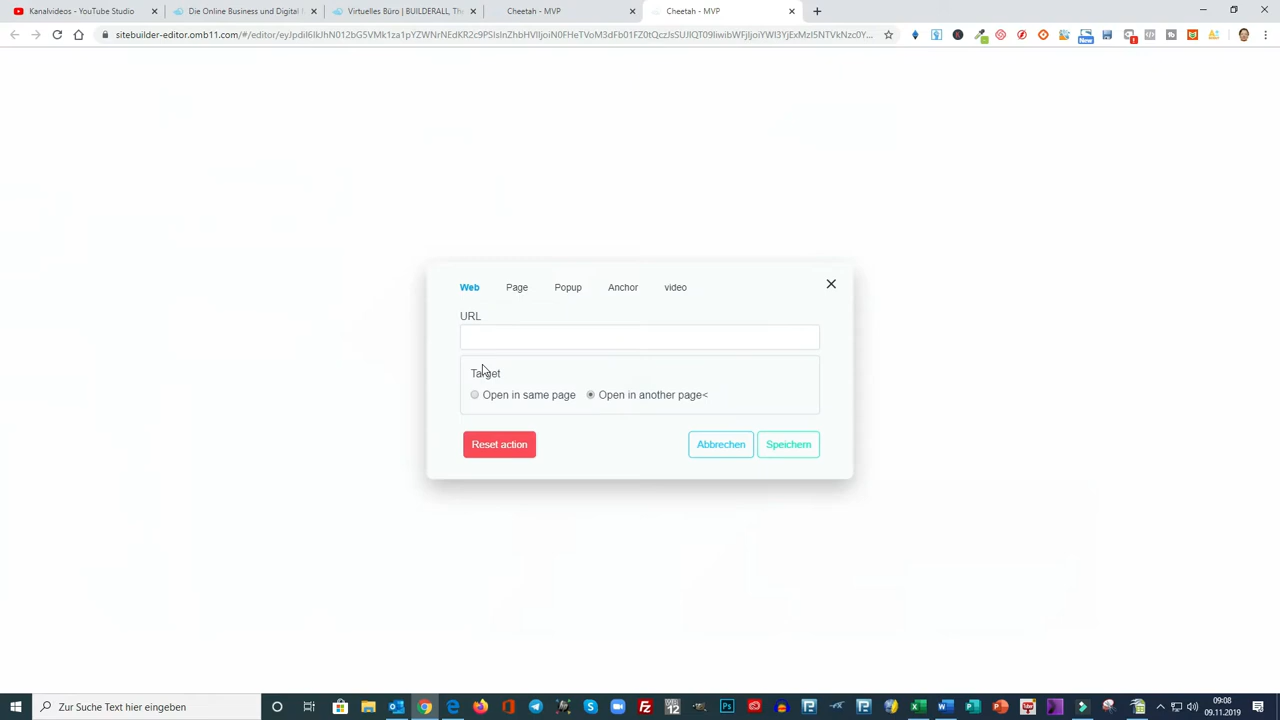 Kanalvideos - YouTube Studio
Die Online Business und Digital
Virtuelles Büro | BUILDERALL, Th
Cheetah - MVP
Cheetah - MVP
Web
Page
Popup
Anchor
video
URL
Target
Open in same page
Open in another page<
Reset action
Abbrechen
Speichern
Zur Suche Text hier eingeben
09:08
09.11.2019